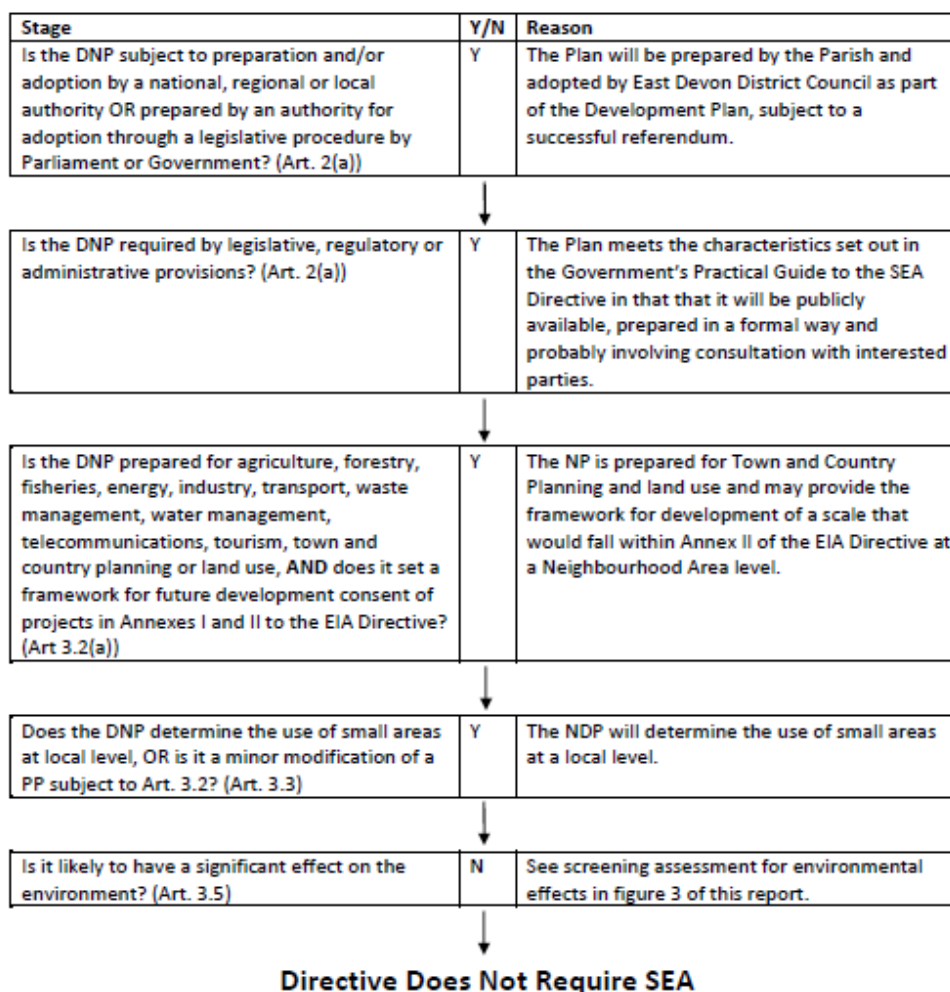 Stage Y/N Reason
Is the DNP subject to preparation and/or
adoption by a national, regional or local
authority OR prepared by an authority for
adoption through a legislative procedure by
Parliament or Government? (Art. 2(a))
Y
The Plan will be prepared by the Parish and
adopted by East Devon District Council as part
of the Development Plan, subject to a
successful referendum.
Is the DNP required by legislative, regulatory or
administrative provisions? (Art. 2(a))
Y
The Plan meets the characteristics set out in
the Government's Practical Guide to the SEA
Directive in that that it will be publicly
available, prepared in a formal way and
probably involving consultation with interested
parties.
Is the DNP prepared for agriculture, forestry,
fisheries, energy, industry, transport, waste
management, water management,
telecommunications, tourism, town and
country planning or land use, AND does it set a
framework for future development consent of
projects in Annexes I and II to the EIA Directive?
(Art 3.2(a))
Y
The NP is prepared for Town and Country
Planning and land use and may provide the
framework for development of a scale that
would fall within Annex II of the EIA Directive at
a Neighbourhood Area level.
Does the DNP determine the use of small areas
at local level, OR is it a minor modification of a
PP subject to Art. 3.2? (Art. 3.3)
Y
The NDP will determine the use of small areas
at a local level.
Is it likely to have a significant effect on the
environment? (Art. 3.5)
N
See screening assessment for environmental
effects in figure 3 of this report.
Directive Does Not Require SEA